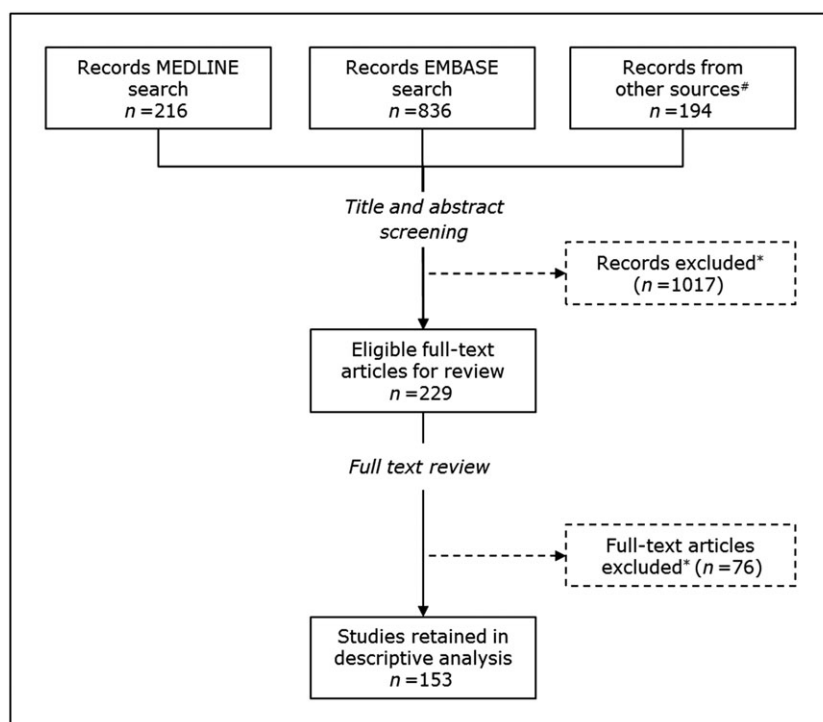 Records MEDLINE
search
n=216
Records EMBASE
search
n=836
Records from
other sources#
n=194
Title and abstract
screening
Records excluded*
(n=1017)
Eligible full-text
articles for review
n=229
Full text review
Full-text articles
excluded* (n=76)
Studies retained in
descriptive analysis
n=153